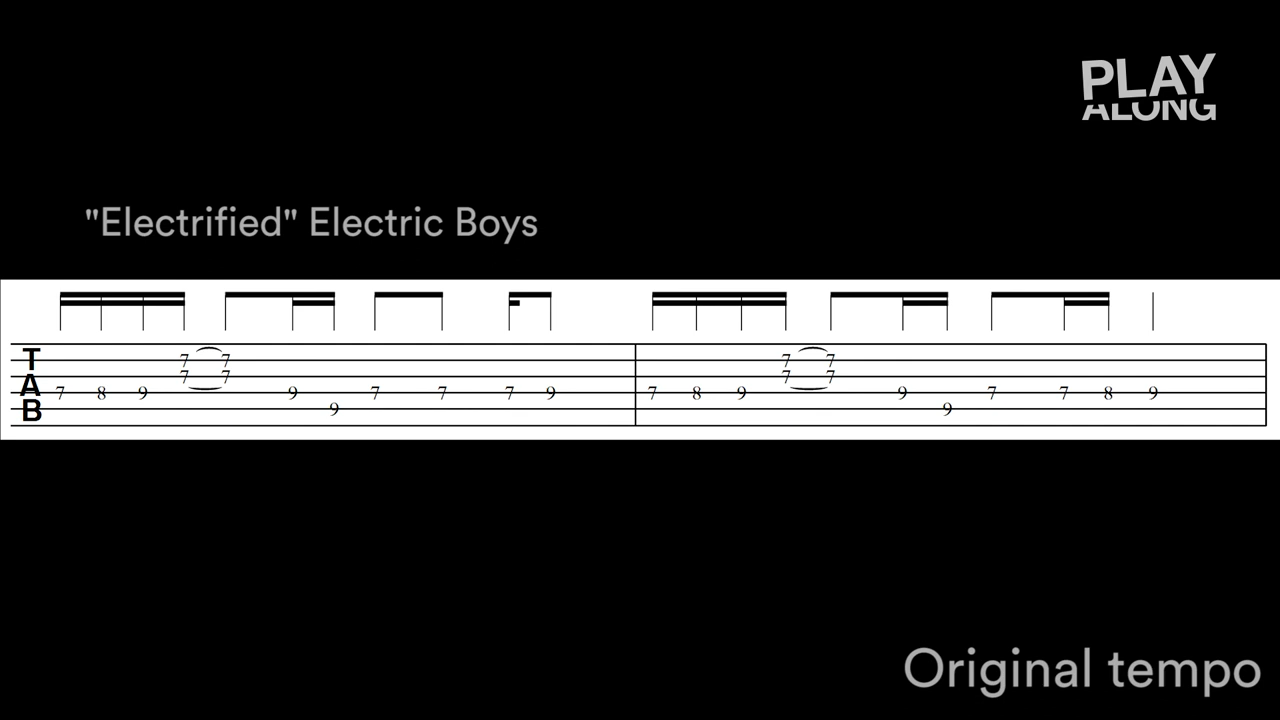 PLAY
ALONG
"Electrified" Electric Boys
T 7 7 7 7
7 7 7 7
A 7 8 9 9 7 7 7 9 7 8 9 9 7 7 8 9
B 9 9
Original tempo